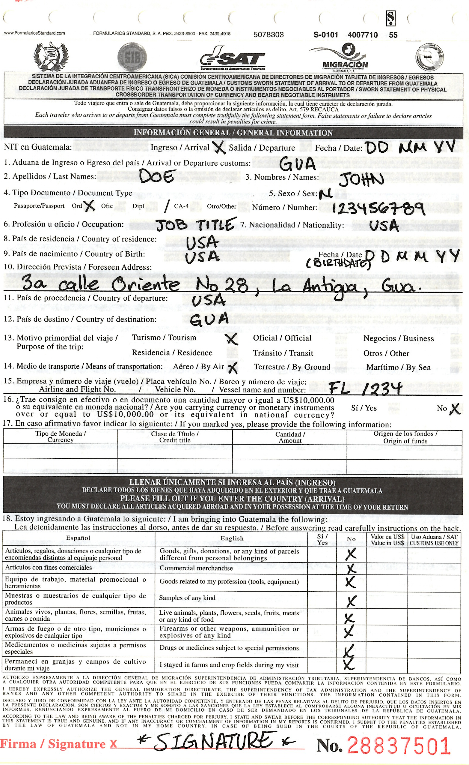 www.FormulariosStandard.com
FORMULARIOS STANDARD, S.A. PBX:
5078803
S-0101 4007710 55
SAT
MIGRACIÓN
SISTEMA DE LA INTEGRACIÓN CENTROAMERICANA (SICA) COMISIÓN CENTROAMERICANA DE DIRECTORES DE MIGRACIÓN TARJETA DE INGRESOS / EGRESOS
DECLARACIÓN JURADA ADUANERA DE INGRESO O EGRESO DE GUATEMALA / CUSTOMS SWORN STATEMENT OF ARRIVAL TO OR DEPARTURE FROM GUATEMALA
DECLARACIÓN JURADA DE TRANSPORTE FÍSICO TRANSFRONTERIZO DE MONEDA O INSTRUMENTOS NEGOCIABLES AL PORTADOR / SWORN STATEMENT OF PHYSICAL
CROSSBORDER TRANSPORTATION OF CURRENCY AND BEARER NEGOTIABLE INSTRUMENTS
Todo viajero que entra o sale de Guatemala, debe proporcionar la siguiente información, la cual tiene carácter de declaración jurada.
Consignar datos falsos o la omisión de declarar artículos es delito Art.
Each traveler who arrives to or departs from Guatemala must complete truthfully the following statement form. False statements or failure to declare articles
could result in penalties for crime.
INFORMACIÓN GENERAL / GENERAL INFORMATION
NIT en Guatemala: Ingreso / Arrival X Salida / Departure Fecha / Date: DD MM YY
1. Aduana de Ingreso o Egreso del país / Arrival or Departure customs: GUA
2. Apellidos / Last Names: DOE 3. Nombres / Names: JOHN
4. Tipo Documento / Document Type 5. Sexo / Sex: M
Pasaporte/Passport Ord X Ofic Dipl / CA-4 Otro/Other Número / Number: 123456789
6. Profesión u oficio / Occupation: JOB TITLE 7. Nacionalidad / Nationality: USA
8. País de residencia / Country of residence: USA
9. País de nacimiento / Country of Birth: USA Fecha / Date DD MM YY
(BIRTHDATE)
10. Dirección Prevista / Foreseen Address:
3a calle Oriente No 28, La Antigua, Gua.
11. País de procedencia / Country of departure: USA
12. País de destino / Country of destination: GUA
13. Motivo primordial del viaje / Turismo / Tourism X Oficial / Official Negocios / Business
Purpose of the trip: Residencia / Residence Tránsito / Transit Otros / Other
14. Medio de transporte / Means of transportation: Aéreo / By Air X Terrestre / By Ground Marítimo / By Sea
15. Empresa y número de viaje (vuelo) / Placa vehículo No. / Barco y número de viaje:
Airline and Flight No. / Vehicle No. / Vessel name and number: FL 1234
16. ¿Trae consigo en efectivo o en documentos una cantidad mayor o igual a US$10,000.00
o su equivalente en moneda nacional? / Are you carrying currency or monetary instruments Sí / Yes No X
over or equal to US$10,000.00 or its equivalent in national currency?
17. En caso afirmativo favor indicar lo siguiente: / If you marked yes, please provide the following information:
Tipo de Moneda / Clase de Título / Cantidad / Origen de los fondos /
Currency Credit title Amount Origin of funds
LLENAR ÚNICAMENTE SI INGRESA AL PAÍS (INGRESO)
DECLARE TODOS LOS BIENES QUE HAYA ADQUIRIDO EN EL EXTERIOR Y QUE TRAE A GUATEMALA
PLEASE FILL OUT IF YOU ENTER THE COUNTRY (ARRIVAL)
YOU MUST DECLARE ALL ARTICLES ACQUIRED ABROAD AND IN YOUR POSSESSION AT THE TIME OF YOUR RETURN
18. Estoy ingresando a Guatemala lo siguiente: / I am bringing into Guatemala the following:
Lea detenidamente las instrucciones al dorso, antes de dar su respuesta. / Before answering read carefully instructions on the back.
Español English Sí / Yes No Valor en US$ Value in US$ Uso Aduana / SAT CUSTOMS USE ONLY
Artículos, regalos, donaciones o cualquier tipo de encomiendas distintas al equipaje personal Goods, gifts, donations, or any kind of parcels different from personal belongings X
Artículos con fines comerciales Commercial merchandise X
Equipo de trabajo, material promocional o herramientas Goods related to my profession (tools, equipment) X
Muestras o muestrarios de cualquier tipo de productos Samples of any kind X
Animales vivos, plantas, flores, semillas, frutas, carnes o comida Live animals, plants, flowers, seeds, fruits, meats or any kind of food X
Armas de fuego o de otro tipo, municiones o explosivos de cualquier tipo Firearms or other weapons, ammunition or explosives of any kind X
Medicamentos o medicinas sujetas a permisos especiales Drugs or medicines subject to special permissions X
Permanecí en granjas y campos de cultivo durante mi viaje I stayed in farms and crop fields during my visit X
Firma / Signature X * SIGNATURE * No. 28837501